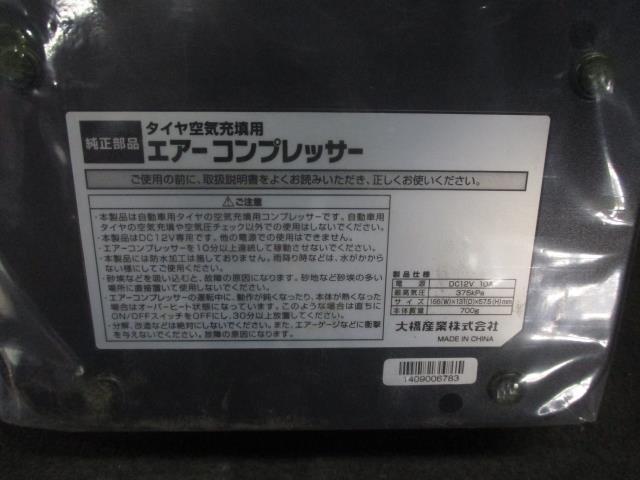 純正部品
タイヤ空気充填用
エアーコンプレッサー
ご使用の前に、取扱説明書をよくお読みいただき、正しくお使いください。
⚠ご注意
・本製品は自動車用タイヤの空気充填用コンプレッサーです。自動車用
タイヤの空気充填や空気圧チェック以外での使用はしないでください。
・本製品はDC12V専用です。他の電源での使用はできません。
・エアーコンプレッサーを10分以上連続して稼動させないでください。
・本製品には防水加工は施しておりません。雨降り時などは、水がかから
ない様にしてご使用ください。
・砂埃などを吸い込むと、故障の原因になります。砂地など砂埃の多い
場所に直接置いて使用しないでください。
・エアーコンプレッサーの運転中に、動作が鈍くなったり、本体が熱くなった
場合はオーバーヒート状態になっています。このような場合は直ちに
ON/OFFスイッチをOFFにし、30分以上放置してください。
・分解、改造などは絶対にしないでください。また、エアーゲージなどに衝撃
を与えないでください。故障の原因になります。
製品仕様
電源 DC12V 10A
最高気圧 375kPa
サイズ 166(W)×131(D)×57.5(H)mm
本体質量 700g
大橋産業株式会社
MADE IN CHINA
1409006783